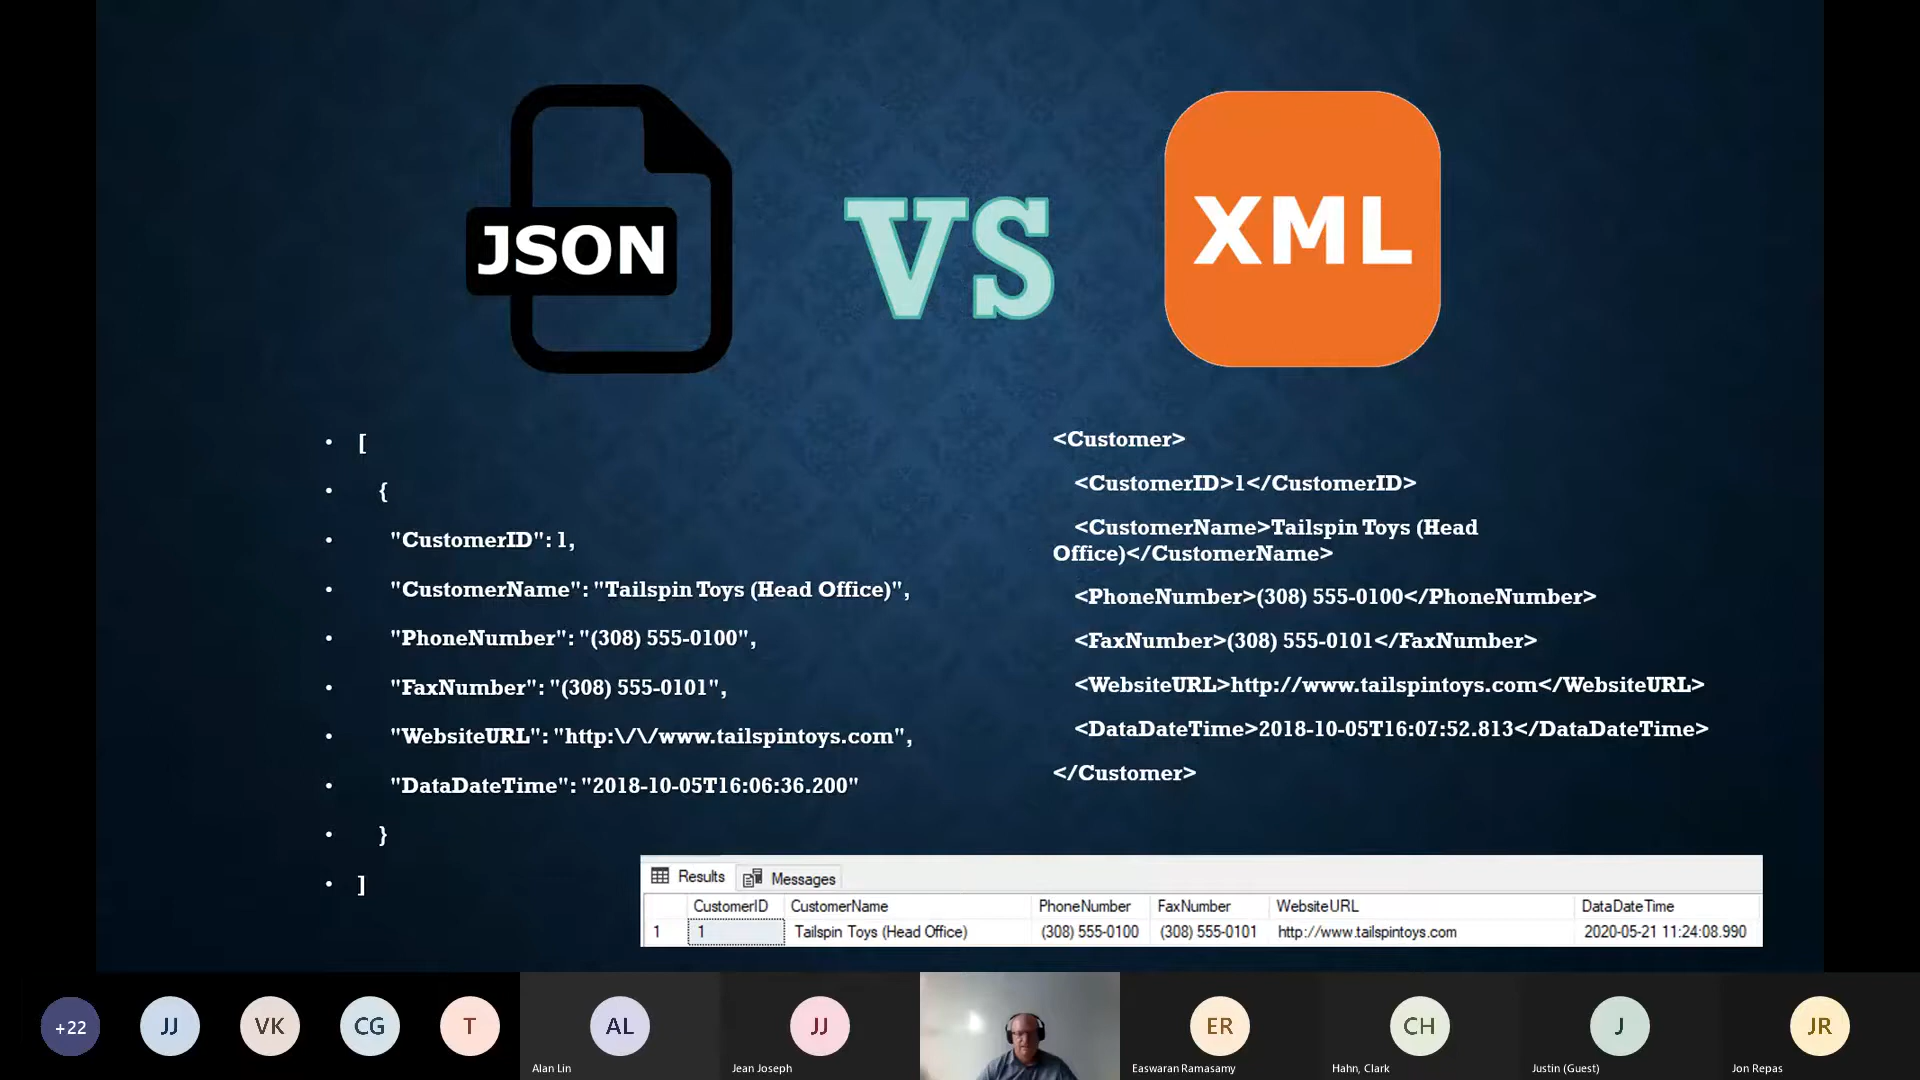 JSON
VS
XML
[
{
"CustomerID": 1,
"CustomerName": "Tailspin Toys (Head Office)",
"PhoneNumber": "(308) 555-0100",
"FaxNumber": "(308) 555-0101",
"WebsiteURL": "http:\/\/www.tailspintoys.com",
"DataDateTime": "2018-10-05T16:06:36.200"
}
]
<Customer>
<CustomerID>1</CustomerID>
<CustomerName>Tailspin Toys (Head
Office)</CustomerName>
<PhoneNumber>(308) 555-0100</PhoneNumber>
<FaxNumber>(308) 555-0101</FaxNumber>
<WebsiteURL>http://www.tailspintoys.com</WebsiteURL>
<DataDateTime>2018-10-05T16:07:52.813</DataDateTime>
</Customer>
Results Messages
CustomerID CustomerName PhoneNumber FaxNumber WebsiteURL DataDateTime
1 1 Tailspin Toys (Head Office) (308) 555-0100 (308) 555-0101 http://www.tailspintoys.com 2020-05-21 11:24:08.990
+22 JJ VK CG T AL JJ ER CH J JR
Alan Lin Jean Joseph Easwaran Ramasamy Hahn, Clark Justin (Guest) Jon Repas